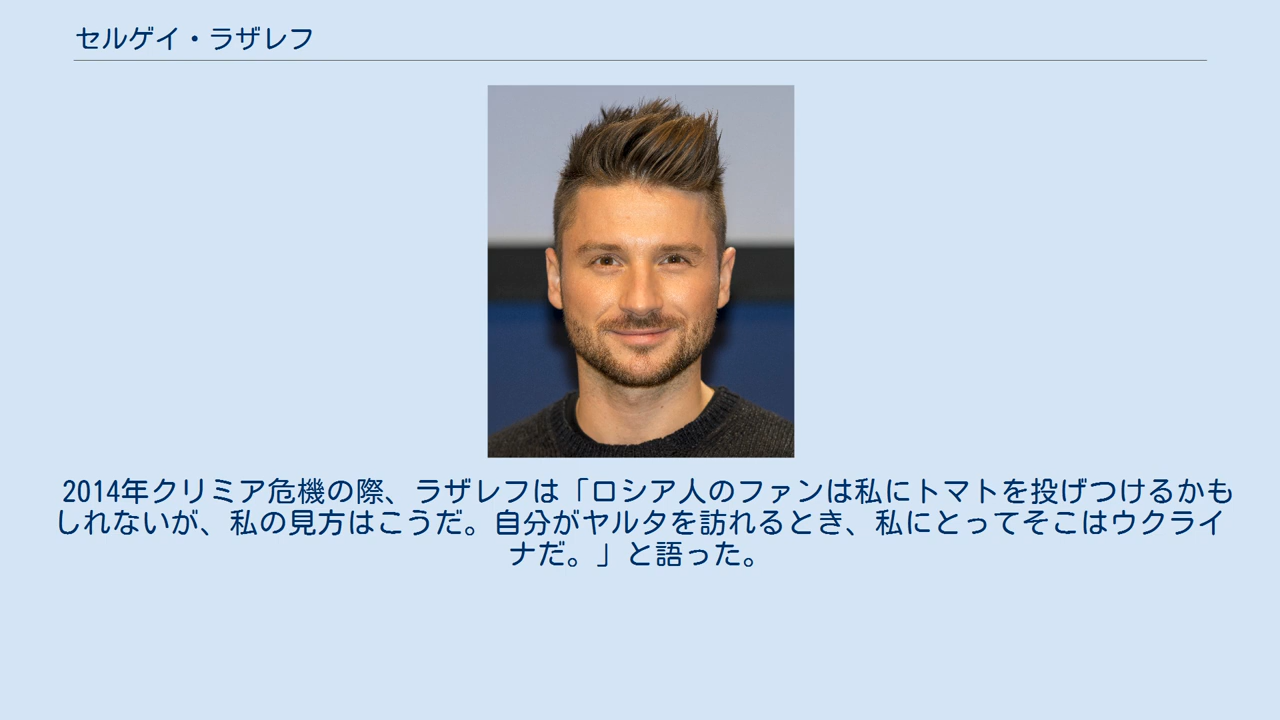 セルゲイ・ラザレフ
2014年クリミア危機の際、ラザレフは「ロシア人のファンは私にトマトを投げつけるかも
しれないが、私の見方はこうだ。自分がヤルタを訪れるとき、私にとってそこはウクライ
ナだ。」と語った。